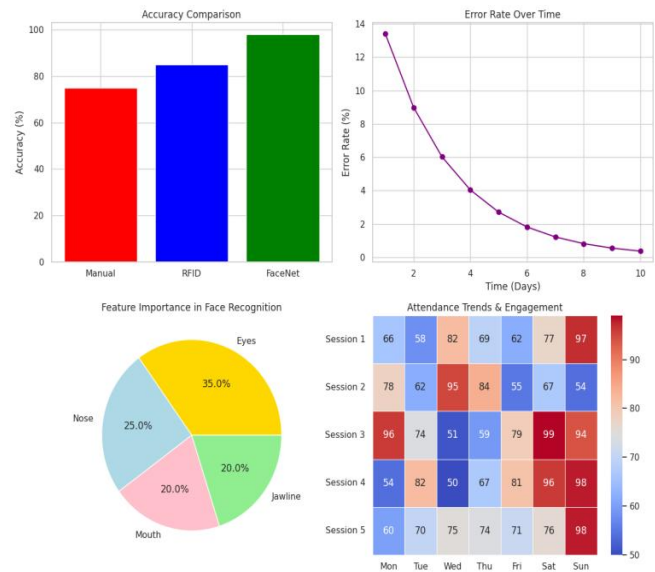 Accuracy Comparison
Accuracy (%)
100
80
60
40
20
0
Manual RFID FaceNet
Error Rate Over Time
Error Rate (%)
14
12
10
8
6
4
2
0
2 4 6 8 10
Time (Days)
Feature Importance in Face Recognition
Eyes
35.0%
Nose
25.0%
20.0%
Mouth
20.0%
Jawline
Attendance Trends & Engagement
Session 1 66 58 82 69 62 77 97
Session 2 78 62 95 84 55 67 54
Session 3 96 74 51 59 79 99 94
Session 4 54 82 50 67 81 96 98
Session 5 60 70 75 74 71 76 98
Mon Tue Wed Thu Fri Sat Sun
90
80
70
60
50